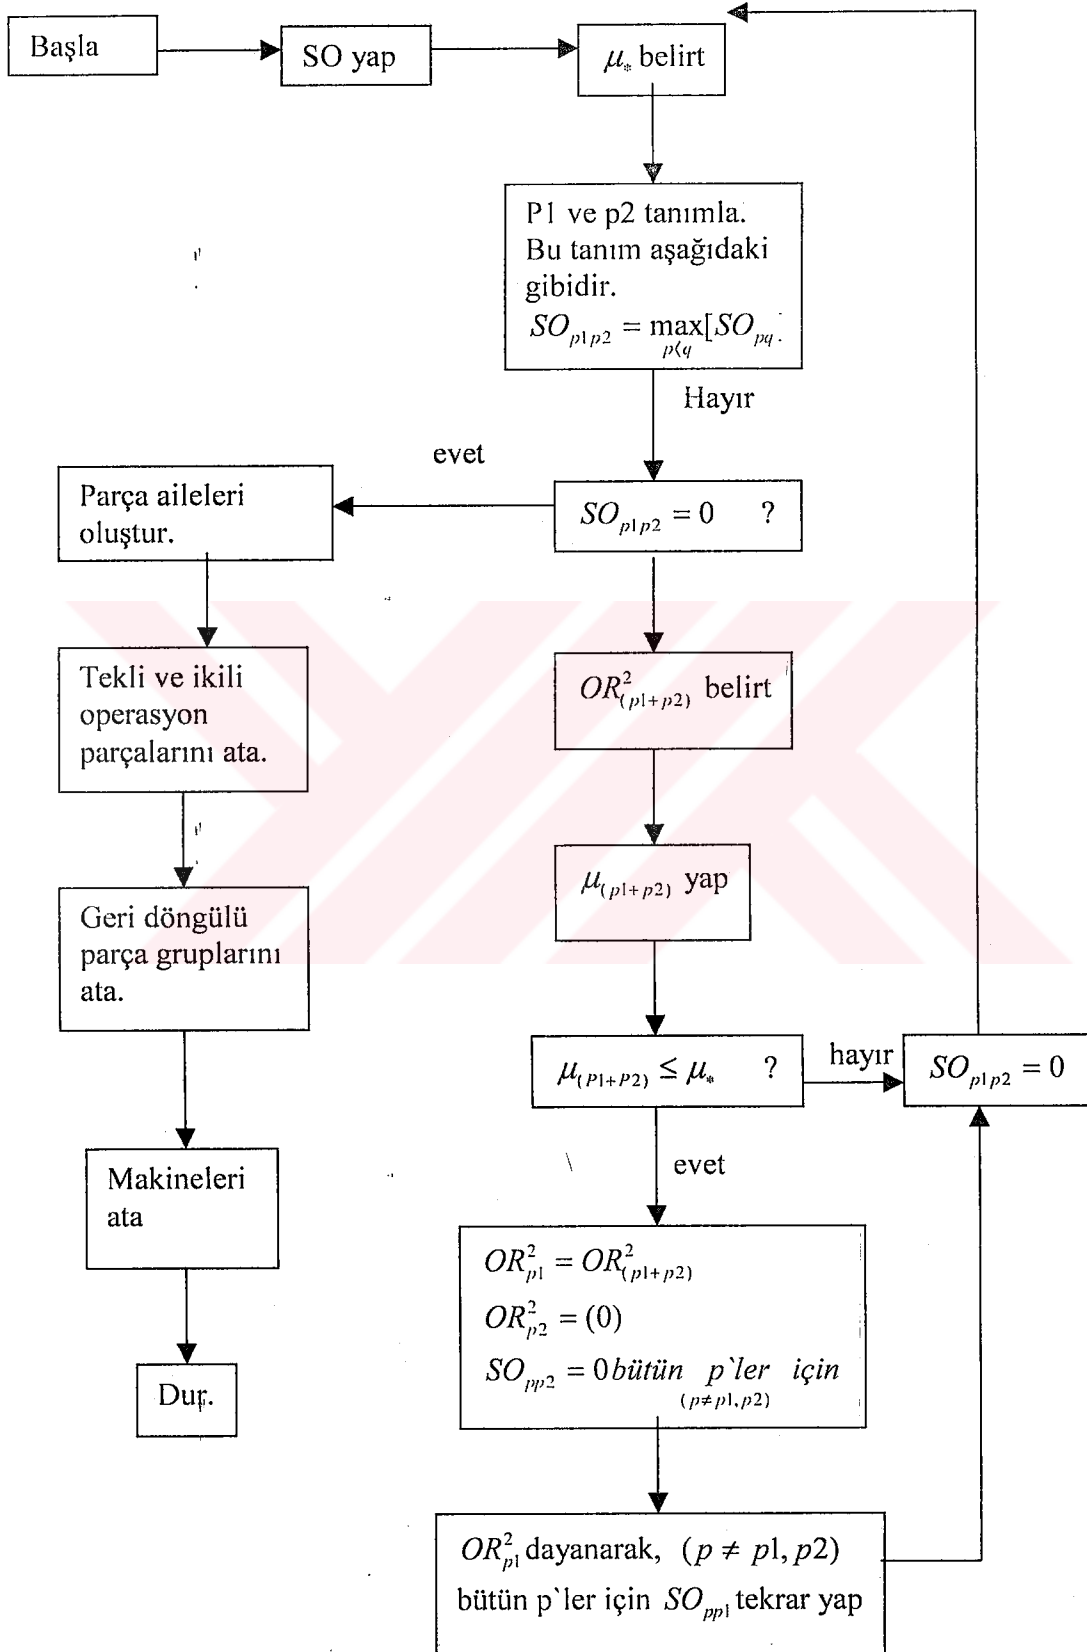 Başla
SO yap
μ* belirt
P1 ve p2 tanımla.
Bu tanım aşağıdaki
gibidir.
SO_{p1p2} = max_{p⟨q}[SO_{pq}.
Hayır
evet
Parça aileleri
oluştur.
SO_{p1p2} = 0 ?
Tekli ve ikili
operasyon
parçalarını ata.
OR²_{(p1+p2)} belirt
μ_{(p1+p2)} yap
Geri döngülü
parça gruplarını
ata.
μ_{(P1+P2)} ≤ μ* ?
hayır
SO_{p1p2} = 0
evet
Makineleri
ata
OR²_{p1} = OR²_{(p1+p2)}
OR²_{p2} = (0)
SO_{pp2} = 0 bütün p`ler için
(p≠p1,p2)
Dur.
OR²_{p1} dayanarak, (p ≠ p1, p2)
bütün p`ler için SO_{pp1} tekrar yap